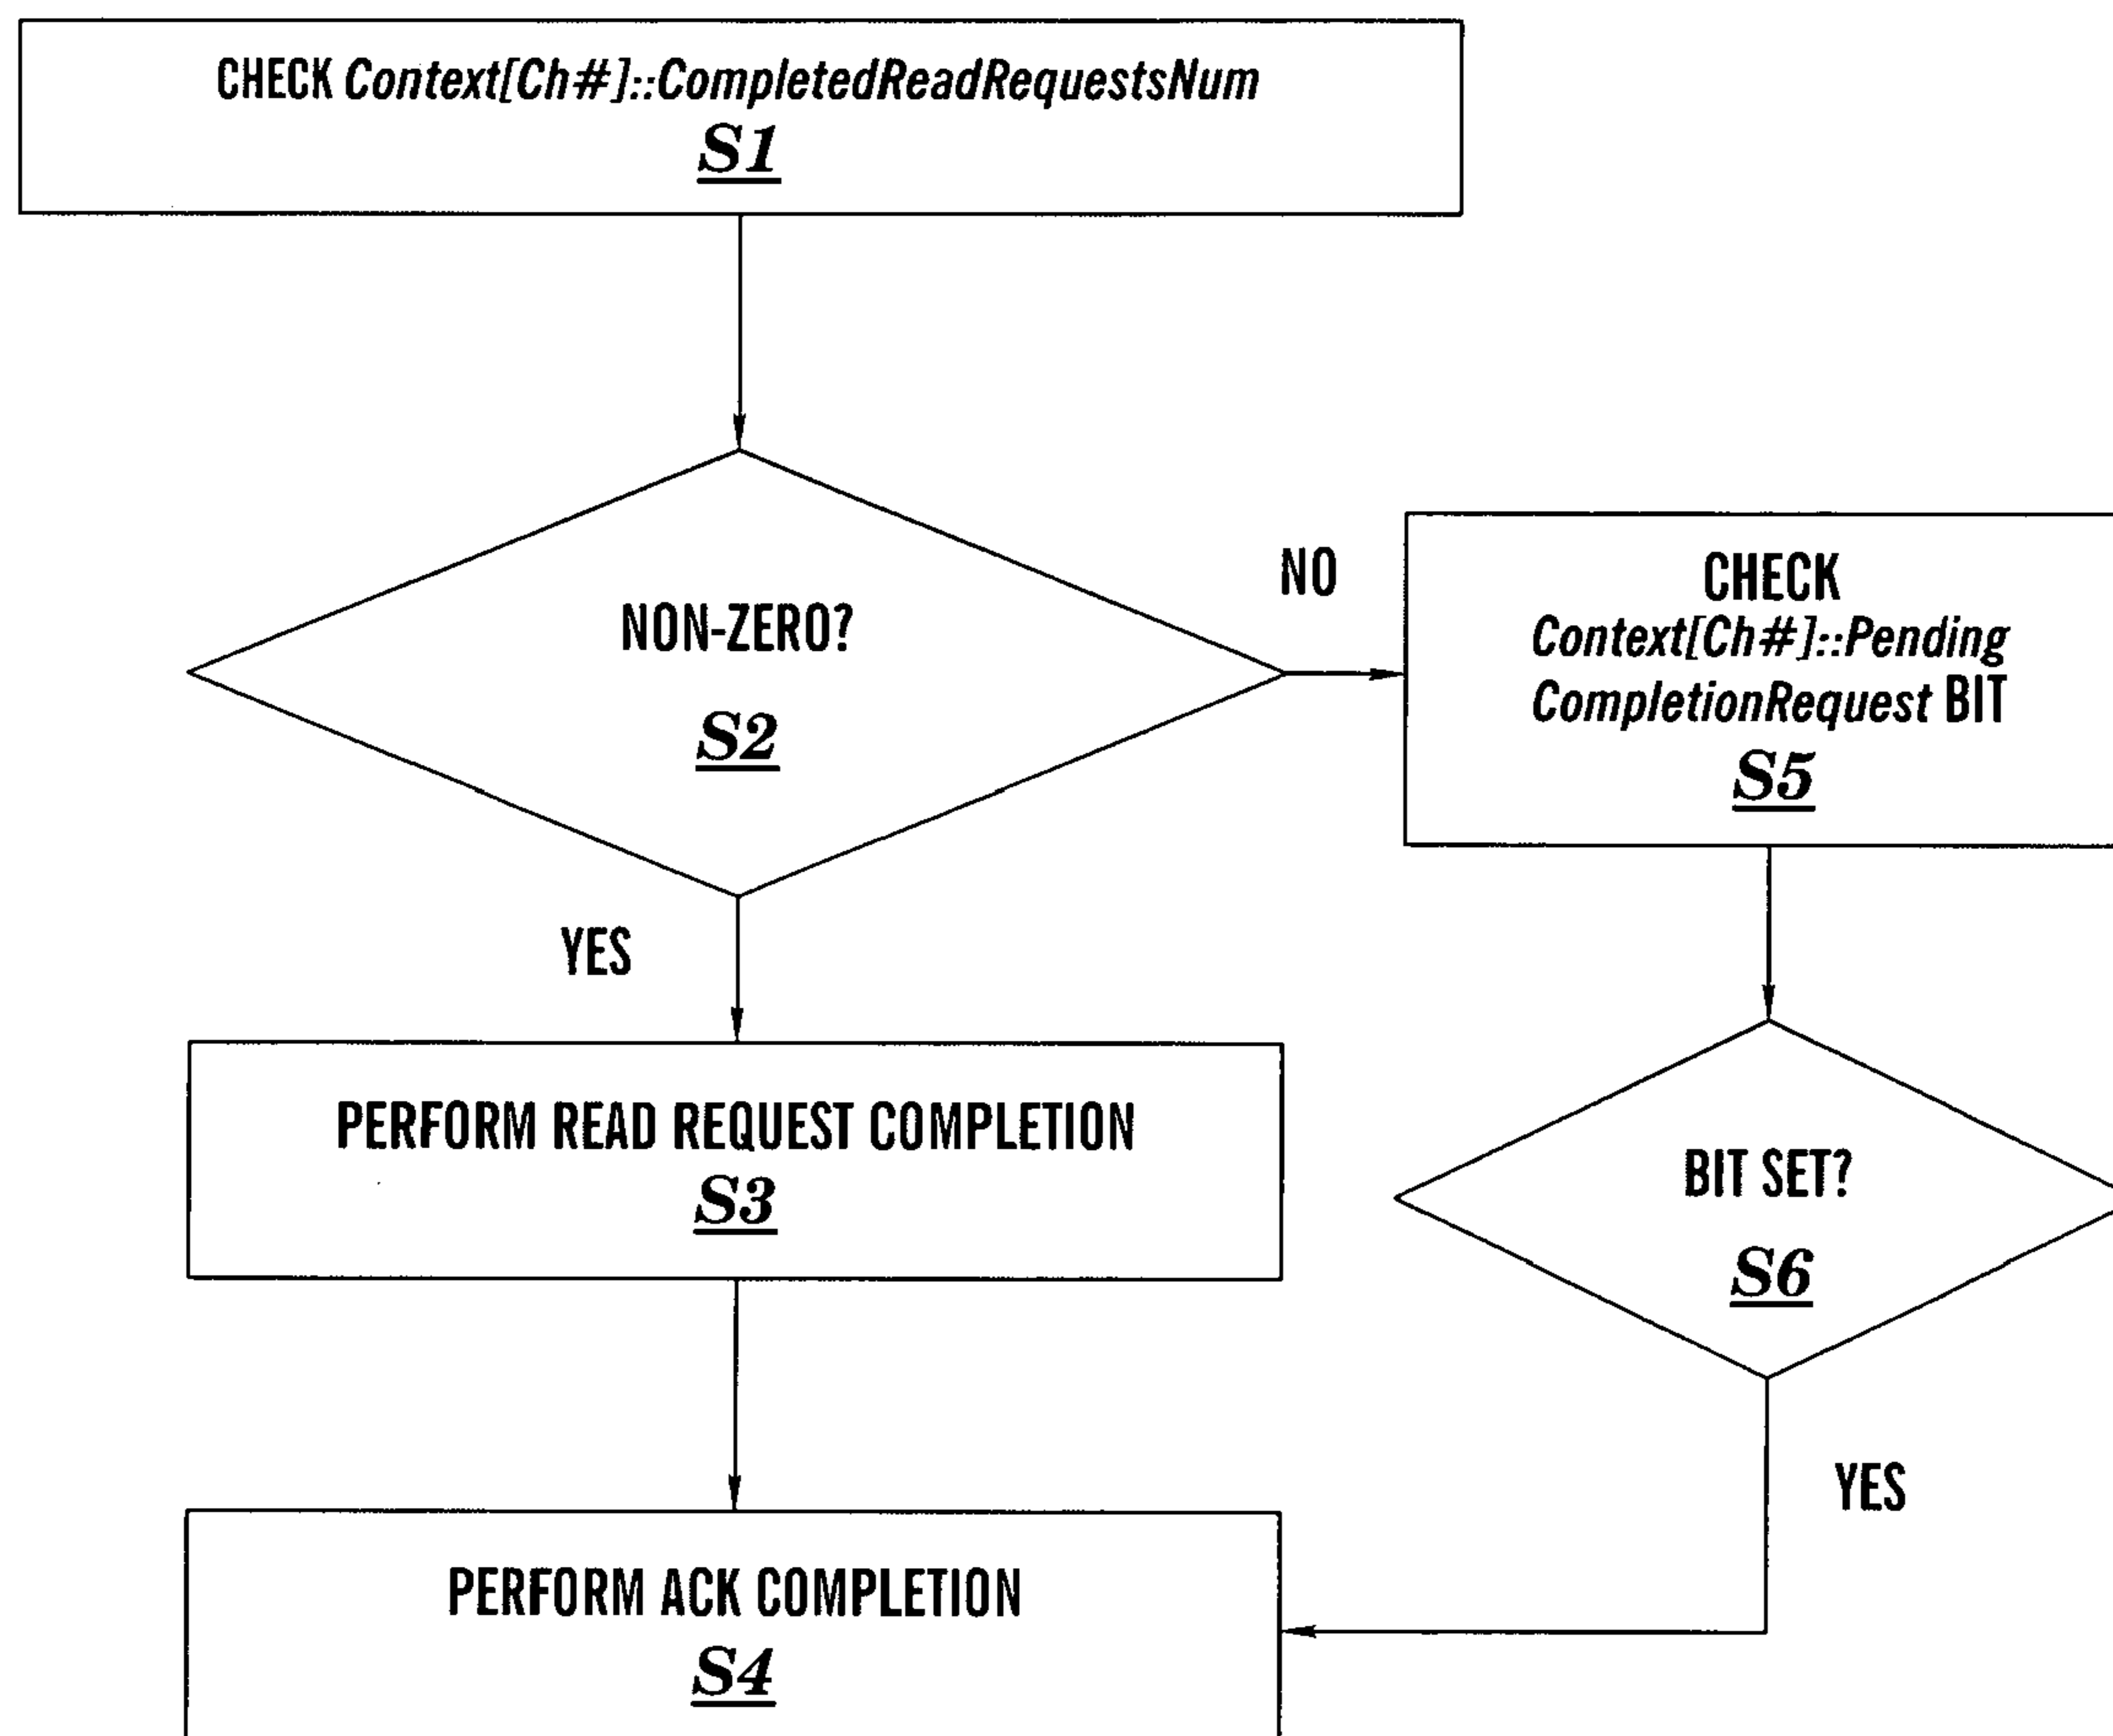 CHECK Context[Ch#]::CompletedReadRequestsNum
S1
NON-ZERO?
S2
NO
CHECK
Context[Ch#]::Pending
CompletionRequest BIT
S5
YES
PERFORM READ REQUEST COMPLETION
S3
BIT SET?
S6
YES
PERFORM ACK COMPLETION
S4